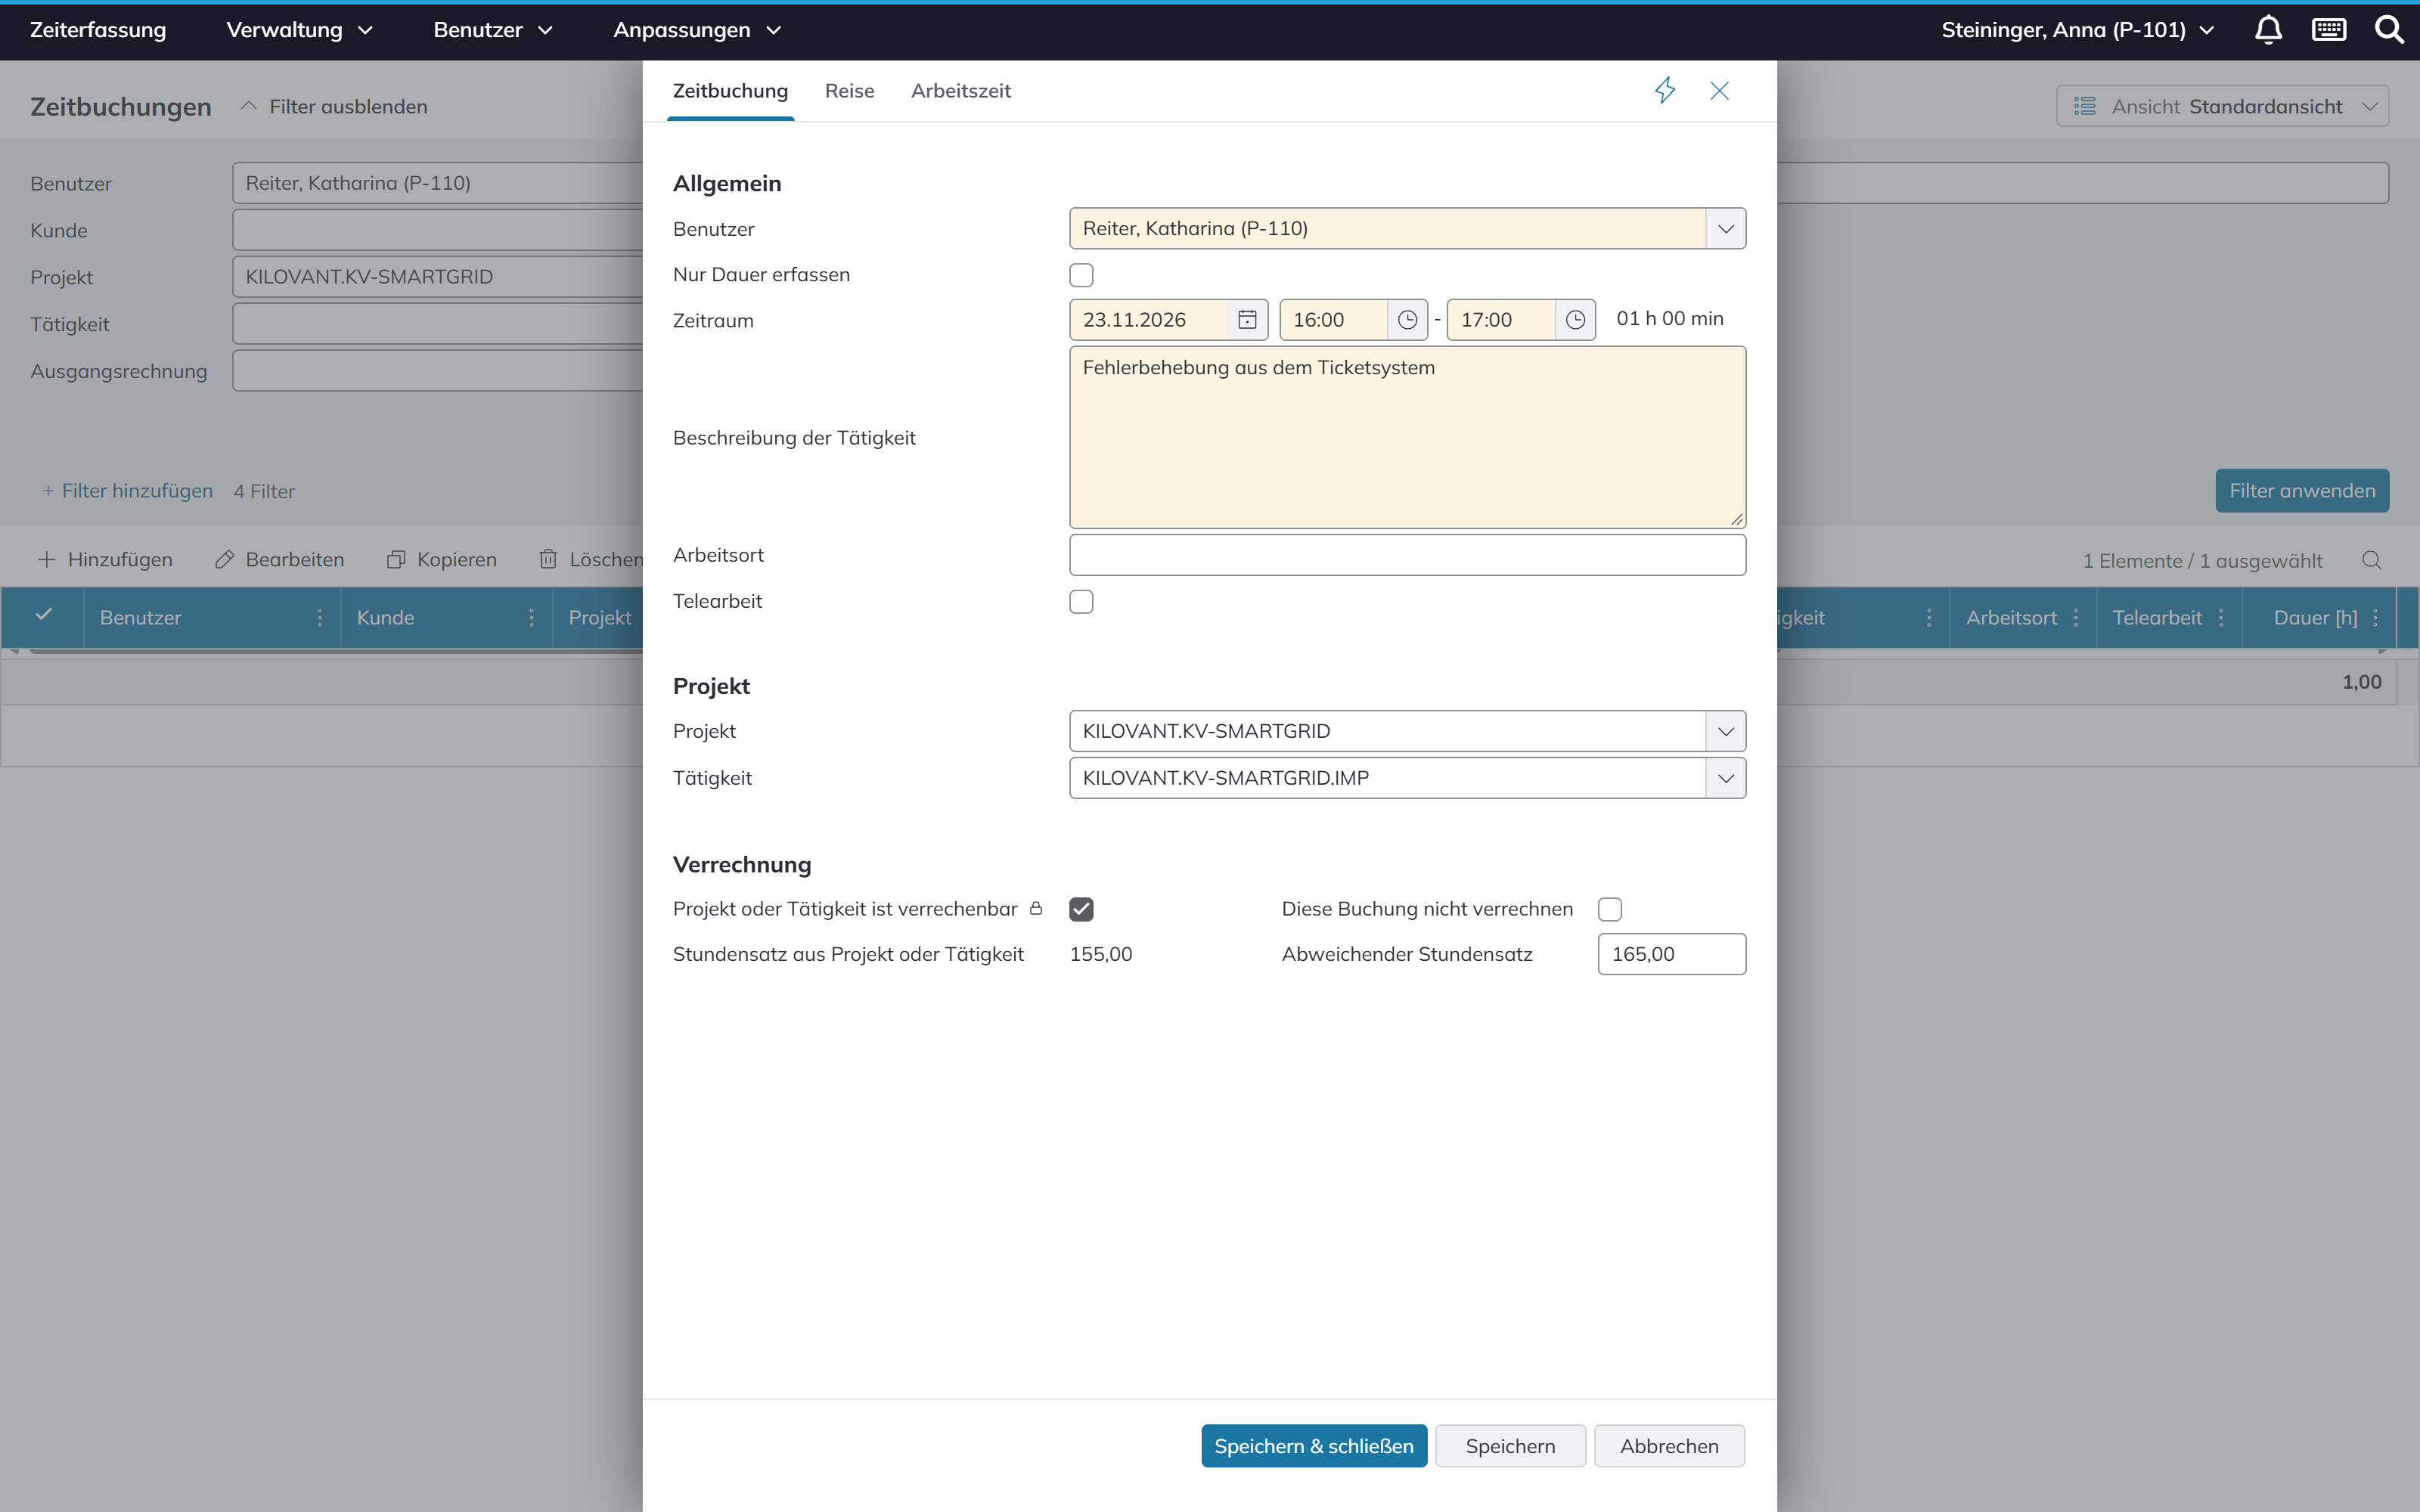 Zeiterfassung Verwaltung Benutzer Anpassungen Steininger, Anna (P-101)
Zeitbuchungen Filter ausblenden Ansicht Standardansicht
Benutzer Reiter, Katharina (P-110)
Kunde
Projekt KILOVANT.KV-SMARTGRID
Tätigkeit
Ausgangsrechnung
+ Filter hinzufügen 4 Filter Filter anwenden
Hinzufügen Bearbeiten Kopieren Löschen 1 Elemente / 1 ausgewählt
Benutzer Kunde Projekt igkeit Arbeitsort Telearbeit Dauer [h]
1,00
Zeitbuchung Reise Arbeitszeit
Allgemein
Benutzer Reiter, Katharina (P-110)
Nur Dauer erfassen
Zeitraum 23.11.2026 16:00 - 17:00 01 h 00 min
Beschreibung der Tätigkeit Fehlerbehebung aus dem Ticketsystem
Arbeitsort
Telearbeit
Projekt
Projekt KILOVANT.KV-SMARTGRID
Tätigkeit KILOVANT.KV-SMARTGRID.IMP
Verrechnung
Projekt oder Tätigkeit ist verrechenbar Diese Buchung nicht verrechnen
Stundensatz aus Projekt oder Tätigkeit 155,00 Abweichender Stundensatz 165,00
Speichern & schließen Speichern Abbrechen